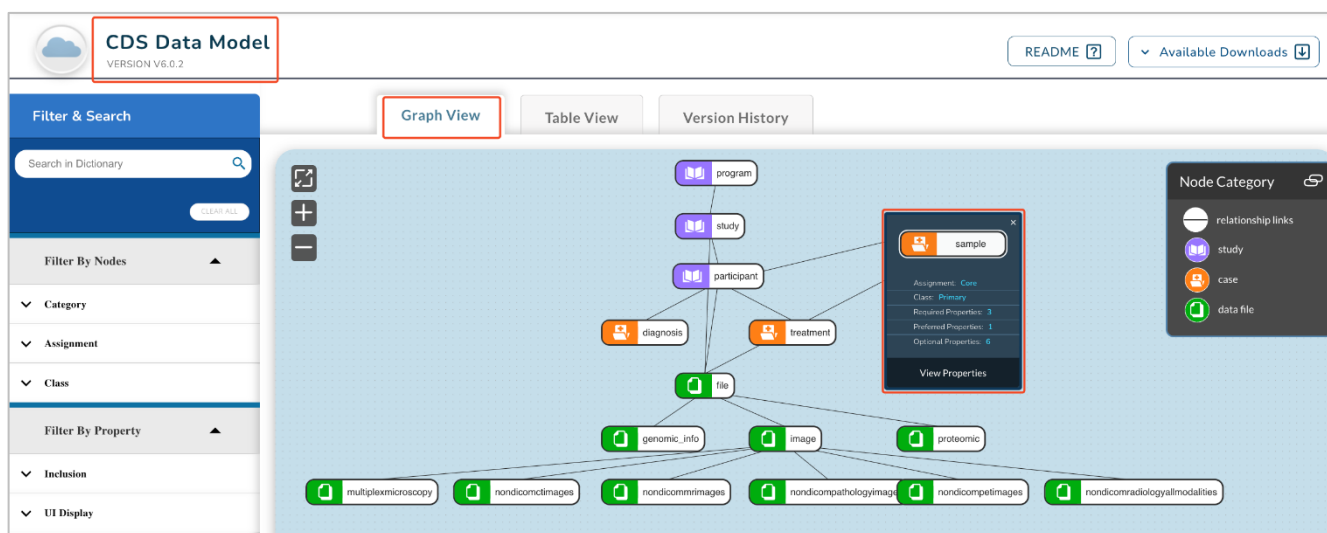 CDS Data Model
VERSION V6.0.2
README
Available Downloads
Filter & Search
Search in Dictionary
CLEAR ALL
Filter By Nodes
Category
Assignment
Class
Filter By Property
Inclusion
UI Display
Graph View
Table View
Version History
program
study
participant
diagnosis
treatment
file
genomic_info
image
proteomic
multiplexmicroscopy
nondicomctimages
nondicommrimages
nondicompathologyimage
nondicompetimages
nondicomradiologyallmodalities
×
sample
Assignment: Core
Class: Primary
Required Properties: 3
Preferred Properties: 1
Optional Properties: 6
View Properties
Node Category
relationship links
study
case
data file